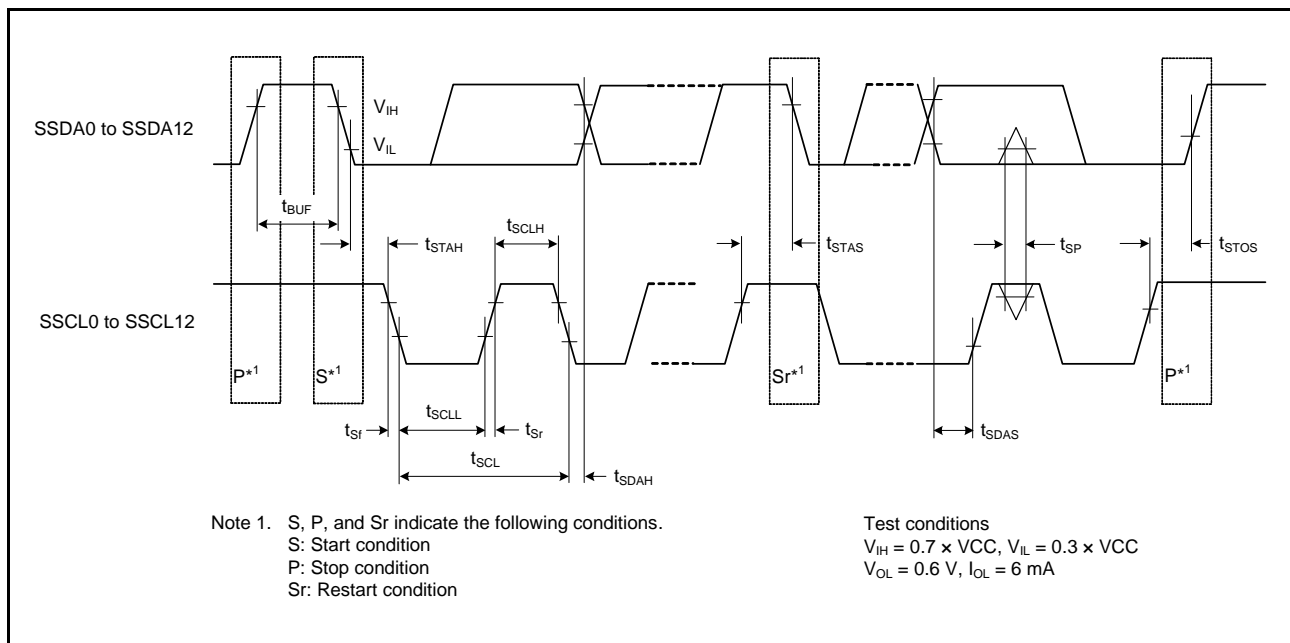 SSDA0 to SSDA12
VIH
VIL
tBUF
tSTAH
tSCLH
tSTAS
tSP
tSTOS
SSCL0 to SSCL12
P*1
S*1
Sr*1
P*1
tSCLL
tSf
tSr
tSCL
tSDAH
tSDAS
Note 1. S, P, and Sr indicate the following conditions.
S: Start condition
P: Stop condition
Sr: Restart condition
Test conditions
VIH = 0.7 × VCC, VIL = 0.3 × VCC
VOL = 0.6 V, IOL = 6 mA